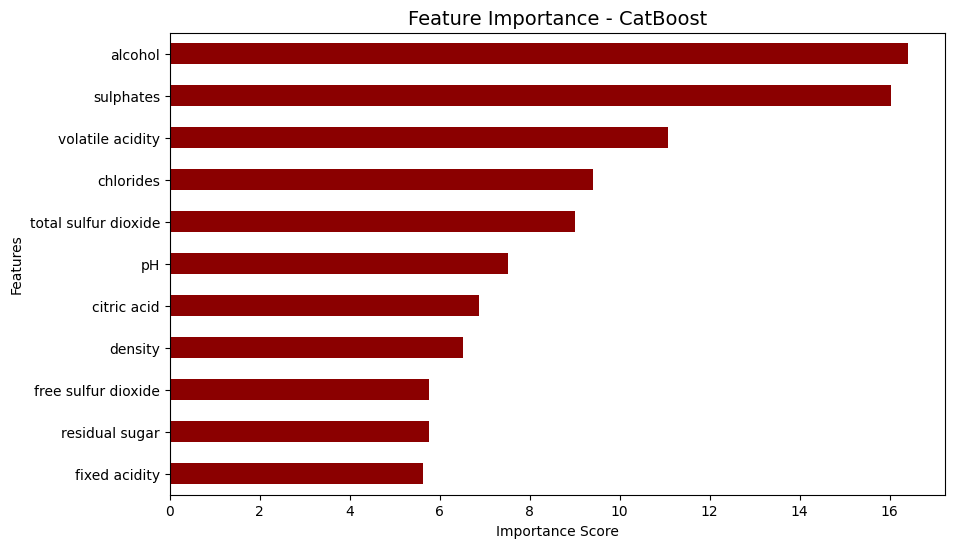 Feature Importance - CatBoost
Features
alcohol
sulphates
volatile acidity
chlorides
total sulfur dioxide
pH
citric acid
density
free sulfur dioxide
residual sugar
fixed acidity
0 2 4 6 8 10 12 14 16
Importance Score